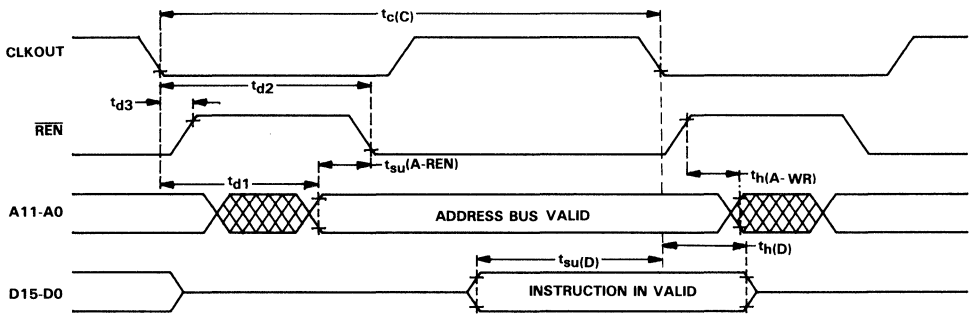 tc(C)
CLKOUT
td2
td3
REN
tsu(A-REN)
td1
th(A-WR)
A11-A0
ADDRESS BUS VALID
th(D)
tsu(D)
D15-D0
INSTRUCTION IN VALID